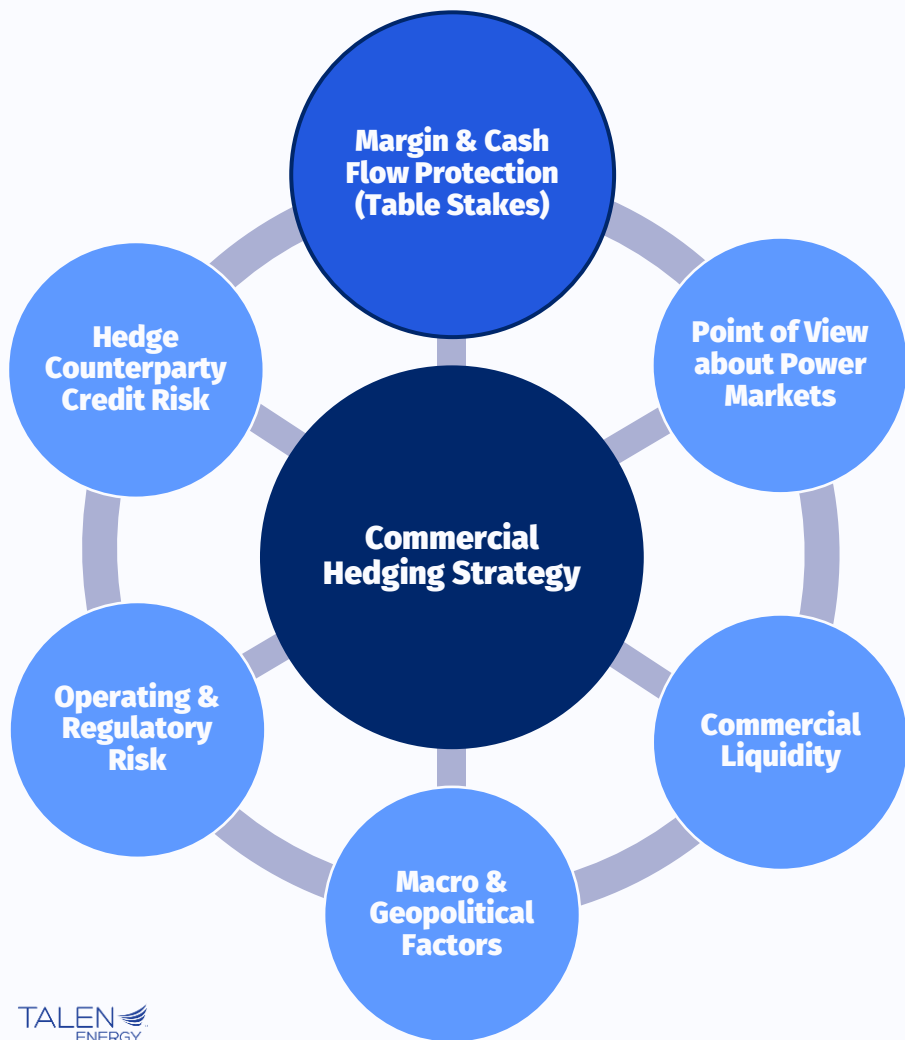 Margin & Cash
Flow Protection
(Table Stakes)
Hedge
Counterparty
Credit Risk
Point of View
about Power
Markets
Commercial
Hedging Strategy
Operating &
Regulatory
Risk
Commercial
Liquidity
Macro &
Geopolitical
Factors
TALEN
ENERGY